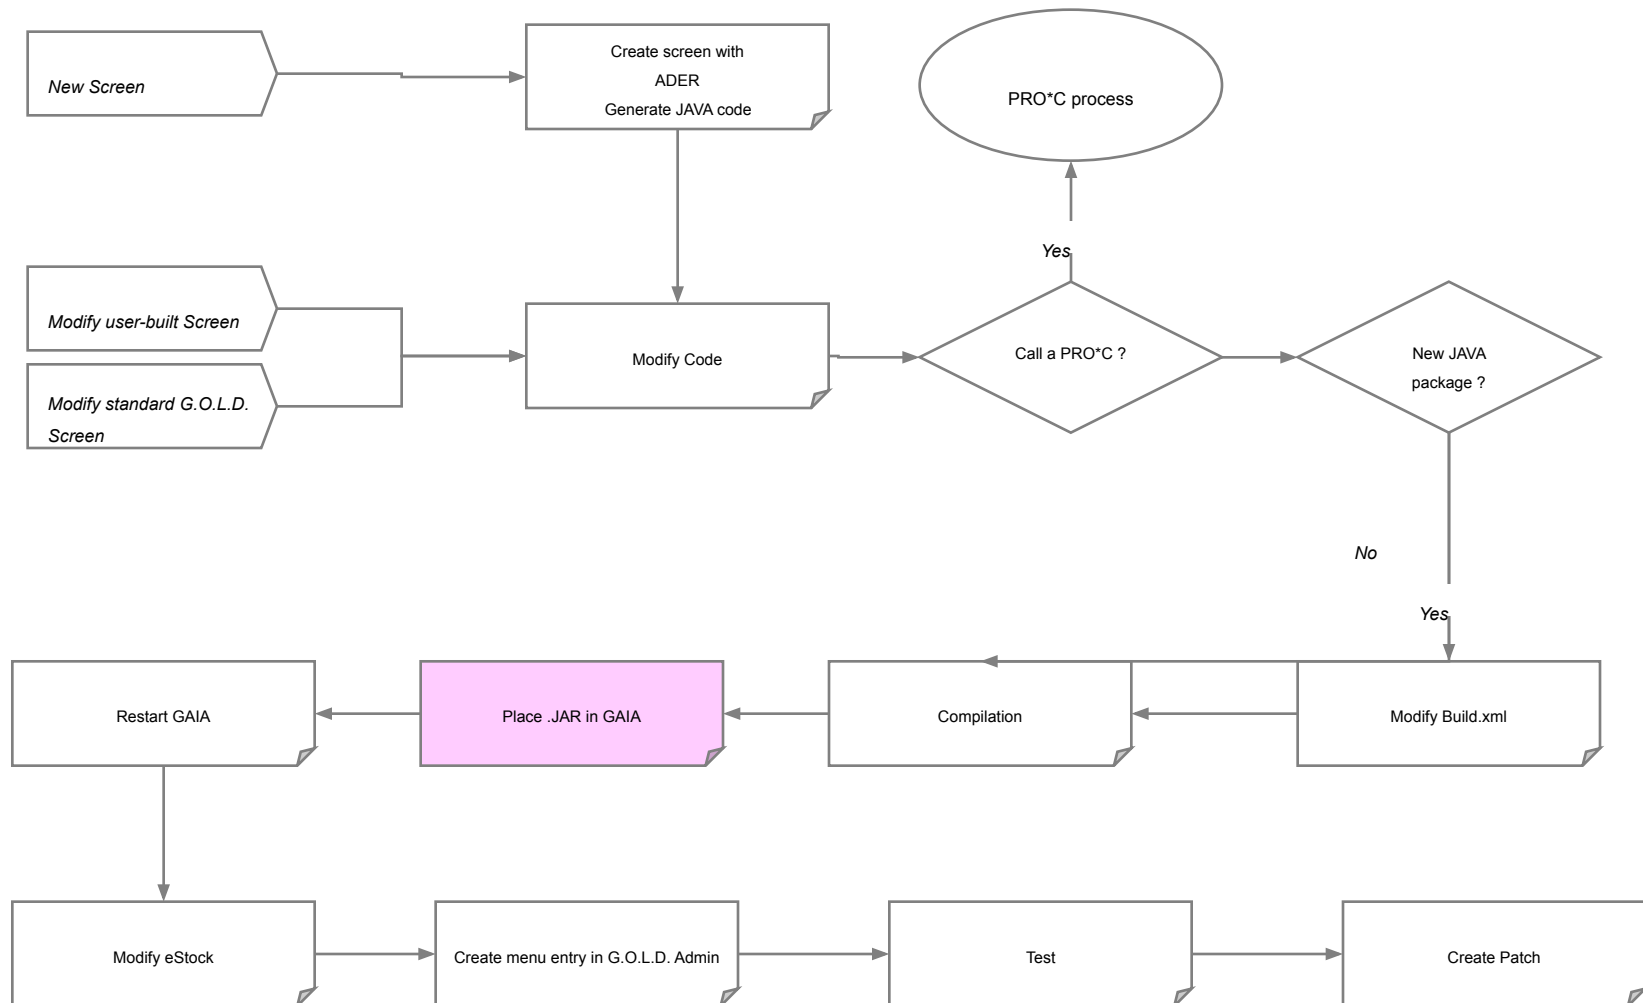 New Screen
Create screen with
ADER
Generate JAVA code
PRO*C process
Yes
Modify user-built Screen
Modify standard G.O.L.D.
Screen
Modify Code
Call a PRO*C ?
New JAVA
package ?
No
Yes
Restart GAIA
Place .JAR in GAIA
Compilation
Modify Build.xml
Modify eStock
Create menu entry in G.O.L.D. Admin
Test
Create Patch